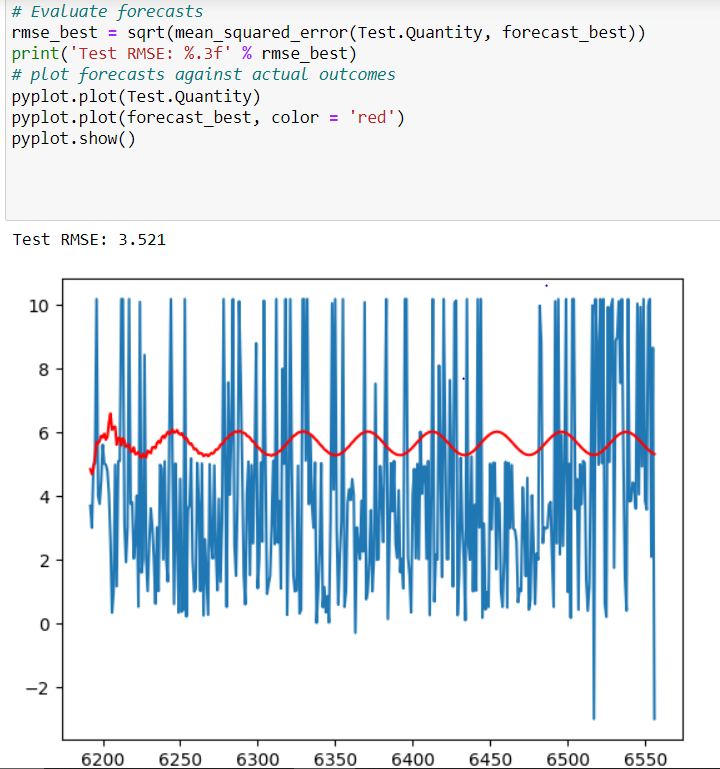 # Evaluate forecasts
rmse_best = sqrt(mean_squared_error(Test.Quantity, forecast_best))
print('Test RMSE: %.3f' % rmse_best)
# plot forecasts against actual outcomes
pyplot.plot(Test.Quantity)
pyplot.plot(forecast_best, color = 'red')
pyplot.show()
Test RMSE: 3.521
10
8
6
4
2
0
−2
6200 6250 6300 6350 6400 6450 6500 6550